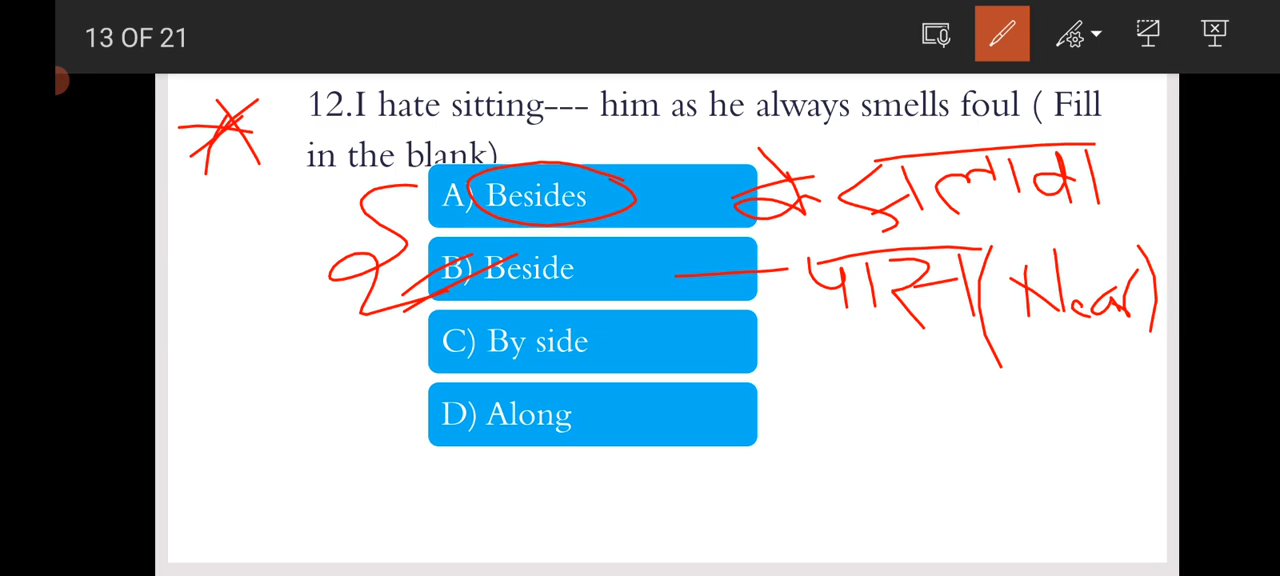 13 OF 21
12.I hate sitting--- him as he always smells foul ( Fill
in the blank)
A) Besides
के अलावा
B) Beside
पास (Near)
C) By side
D) Along